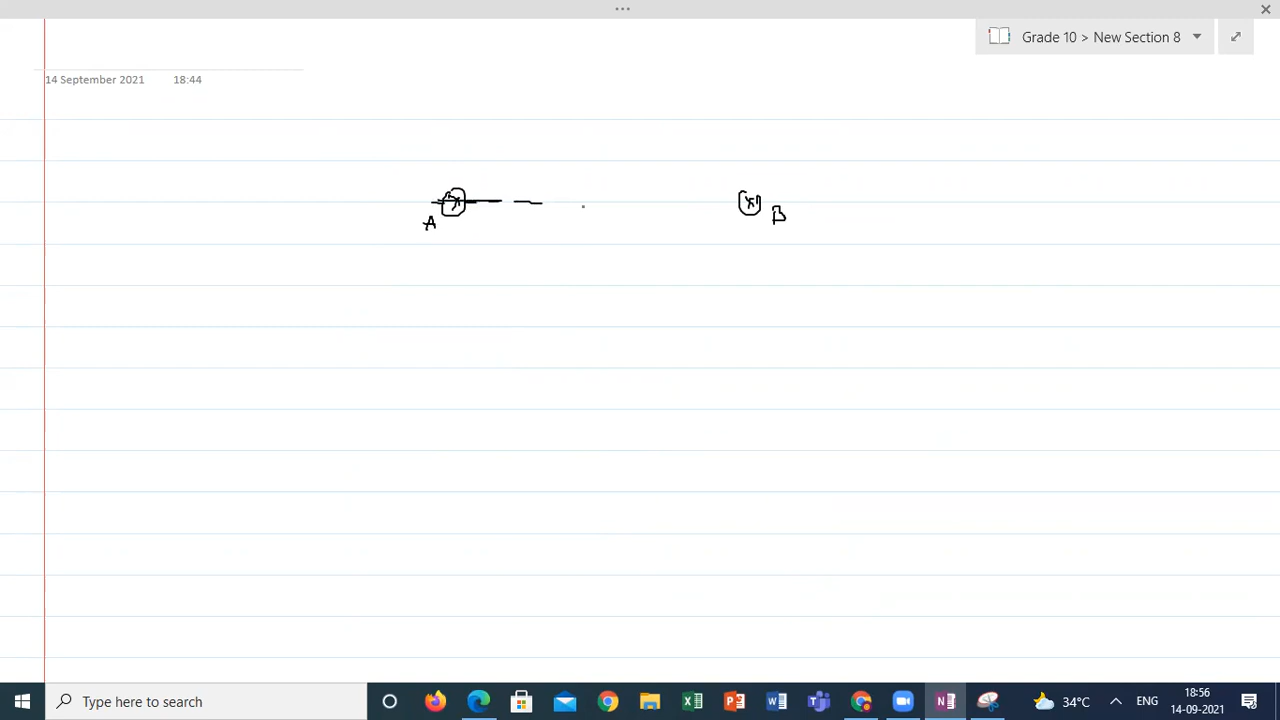 Grade 10 > New Section 8
14 September 2021 18:44
A
B
Type here to search
34°C
ENG
18:56
14-09-2021